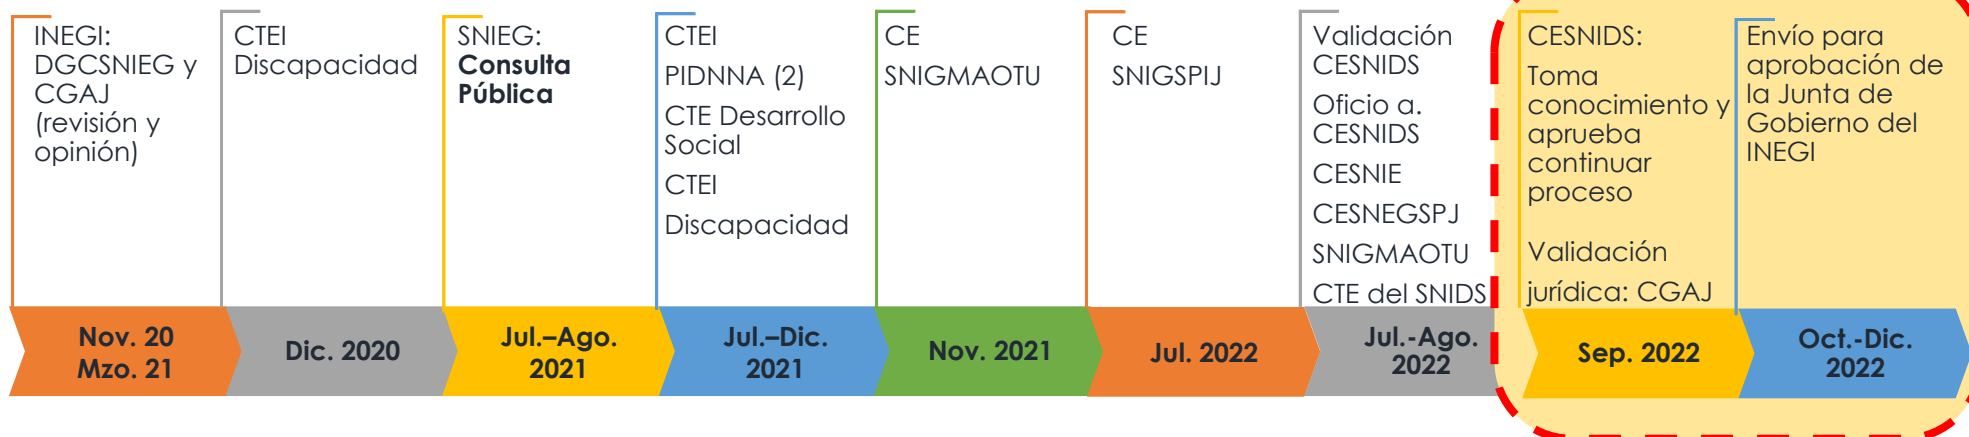 INEGI:
DGCSNIEG y
CGAJ
(revisión y
opinión)
Nov. 20
Mzo. 21
CTEI
Discapacidad
Dic. 2020
SNIEG:
Consulta
Pública
Jul.–Ago.
2021
CTEI
PIDNNA (2)
CTE Desarrollo
Social
CTEI
Discapacidad
Jul.–Dic.
2021
CE
SNIGMAOTU
Nov. 2021
CE
SNIGSPIJ
Jul. 2022
Validación
CESNIDS
Oficio a.
CESNIDS
CESNIE
CESNEGSPJ
SNIGMAOTU
CTE del SNIDS
Jul.-Ago.
2022
CESNIDS:
Toma
conocimiento y
aprueba
continuar
proceso
Validación
jurídica: CGAJ
Sep. 2022
Envío para
aprobación de
la Junta de
Gobierno del
INEGI
Oct.-Dic.
2022